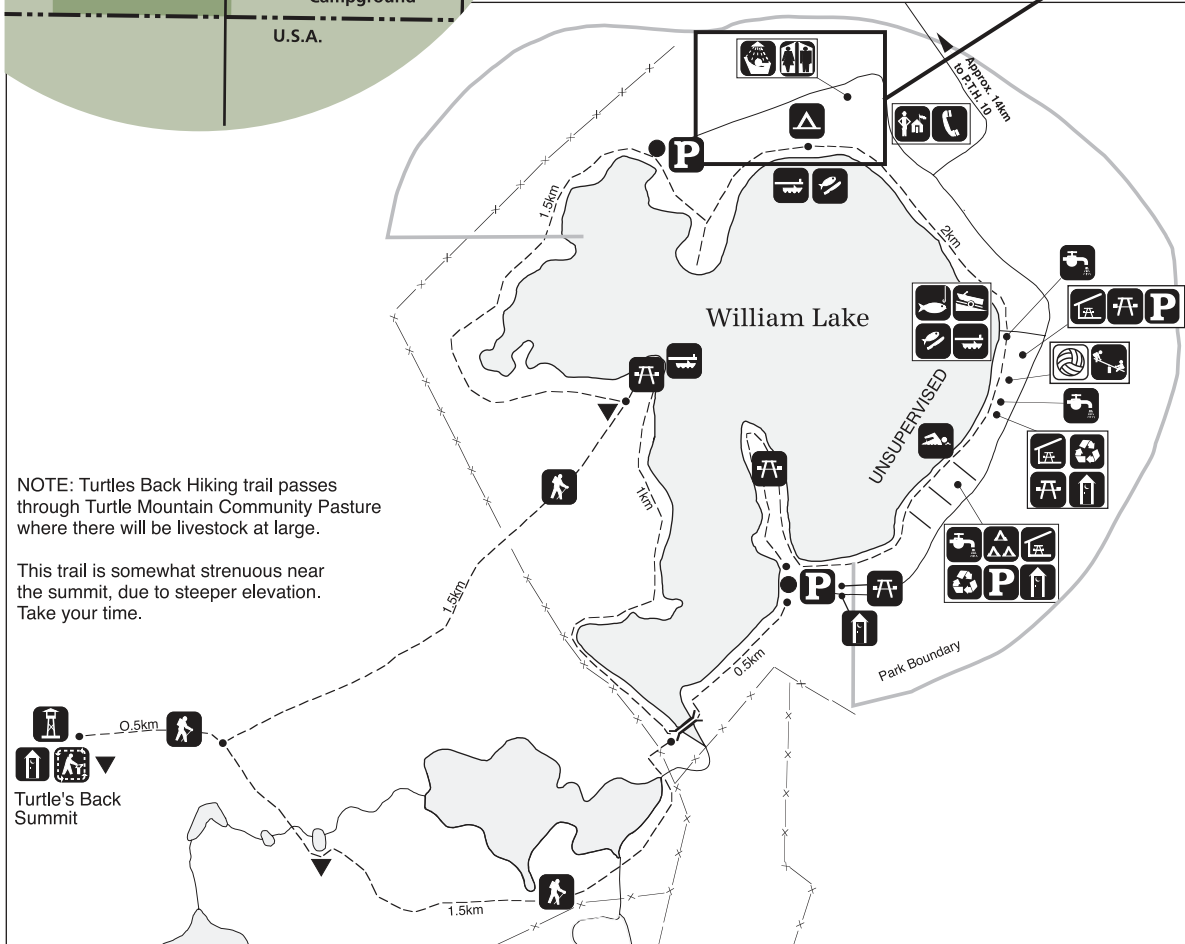 Campground
U.S.A.
Approx. 14km
to P.T.H. 10
P
1.5km
2km
William Lake
P
UNSUPERVISED
1km
NOTE: Turtles Back Hiking trail passes
through Turtle Mountain Community Pasture
where there will be livestock at large.
This trail is somewhat strenuous near
the summit, due to steeper elevation.
Take your time.
1.5km
P
P
0.5km
Park Boundary
O.5km
Turtle's Back
Summit
1.5km